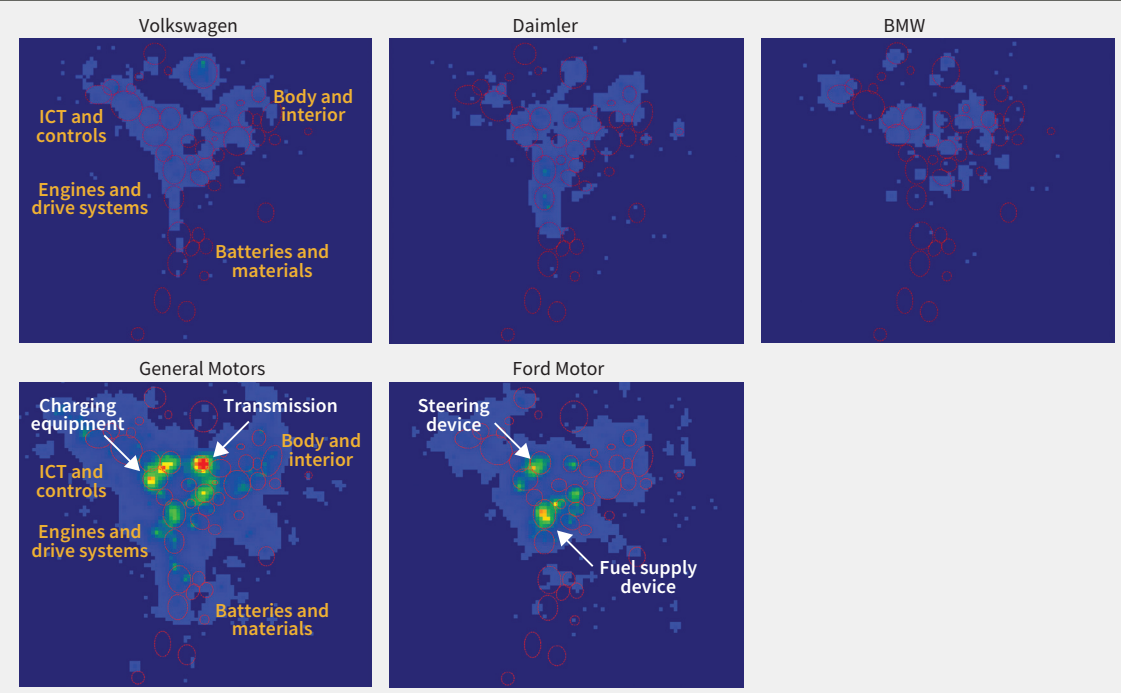 Volkswagen
Daimler
BMW
ICT and
controls
Body and
interior
Engines and
drive systems
Batteries and
materials
General Motors
Ford Motor
Charging
equipment
Transmission
Body and
interior
ICT and
controls
Engines and
drive systems
Batteries and
materials
Steering
device
Fuel supply
device